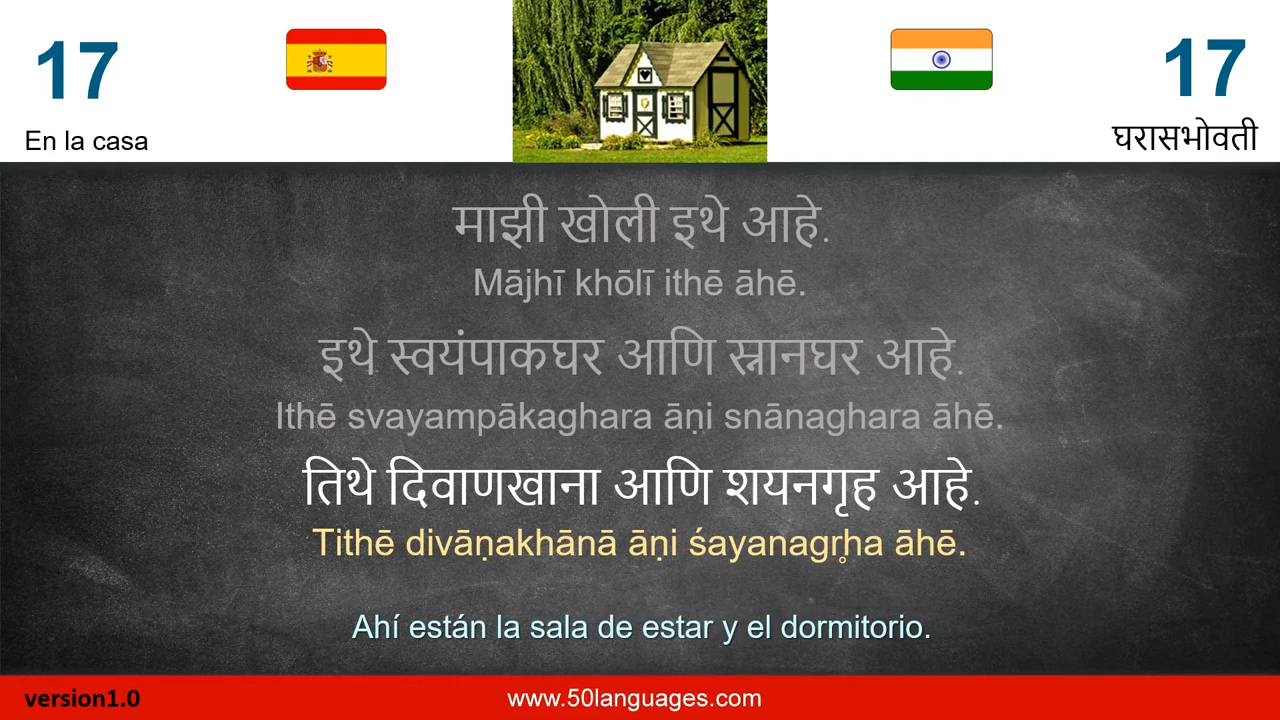 17
17
En la casa
घरासभोवती
माझी खोली इथे आहे.
Mājhī khōlī ithē āhē.
इथे स्वयंपाकघर आणि स्नानघर आहे.
Ithē svayampākaghara āṇi snānaghara āhē.
तिथे दिवाणखाना आणि शयनगृह आहे.
Tithē divāṇakhānā āṇi śayanagr̥ha āhē.
Ahí están la sala de estar y el dormitorio.
version1.0
www.50languages.com